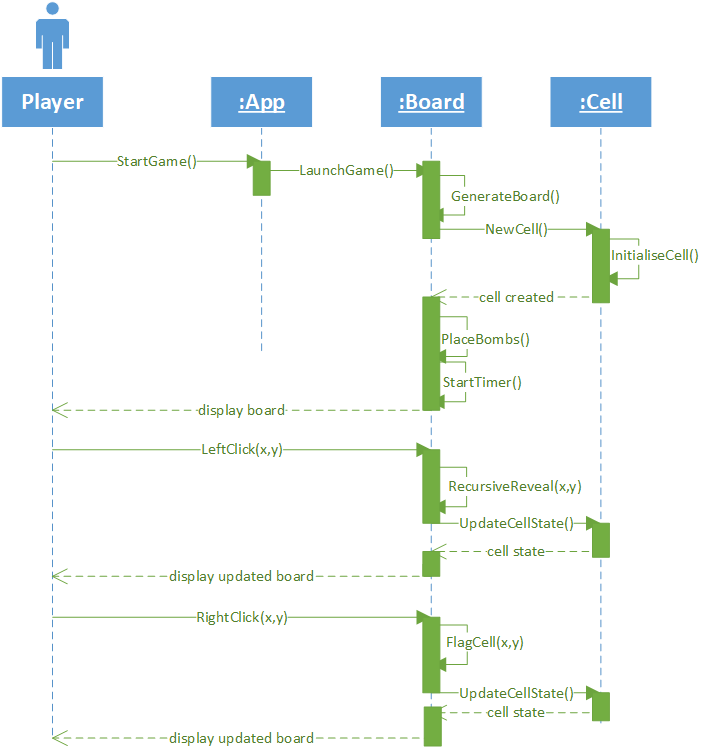 Player
:App
:Board
:Cell
StartGame()
LaunchGame()
GenerateBoard()
NewCell()
InitialiseCell()
cell created
PlaceBombs()
StartTimer()
display board
LeftClick(x,y)
RecursiveReveal(x,y)
UpdateCellState()
cell state
display updated board
RightClick(x,y)
FlagCell(x,y)
UpdateCellState()
cell state
display updated board